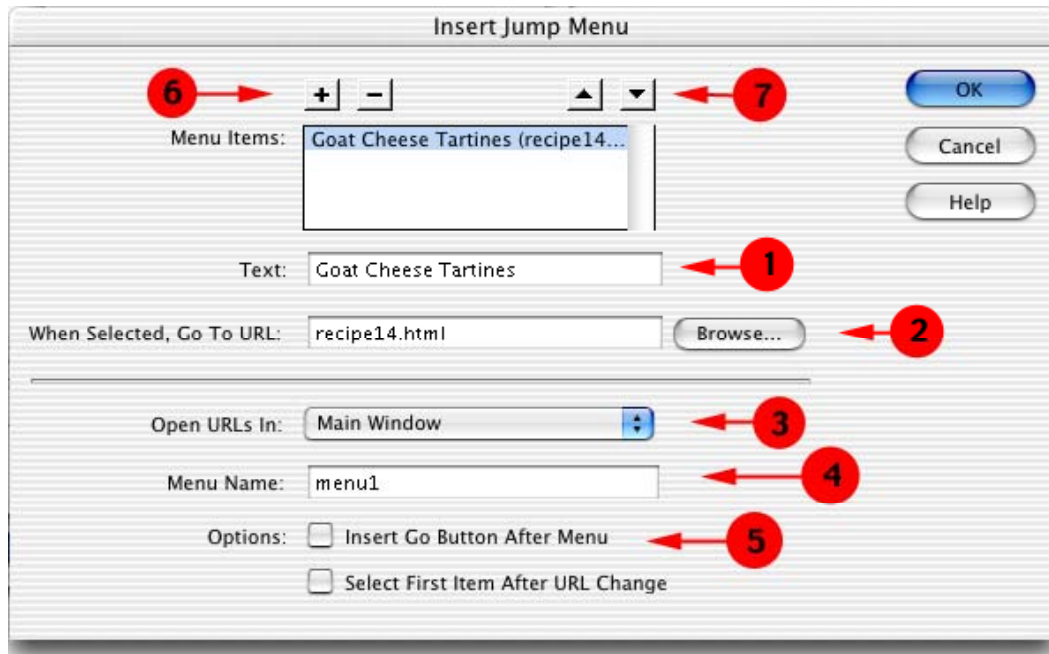 Insert Jump Menu
6 + − 7 OK
Menu Items: Goat Cheese Tartines (recipe14... Cancel
Help
Text: Goat Cheese Tartines 1
When Selected, Go To URL: recipe14.html Browse... 2
Open URLs In: Main Window 3
Menu Name: menu1 4
Options: Insert Go Button After Menu 5
Select First Item After URL Change